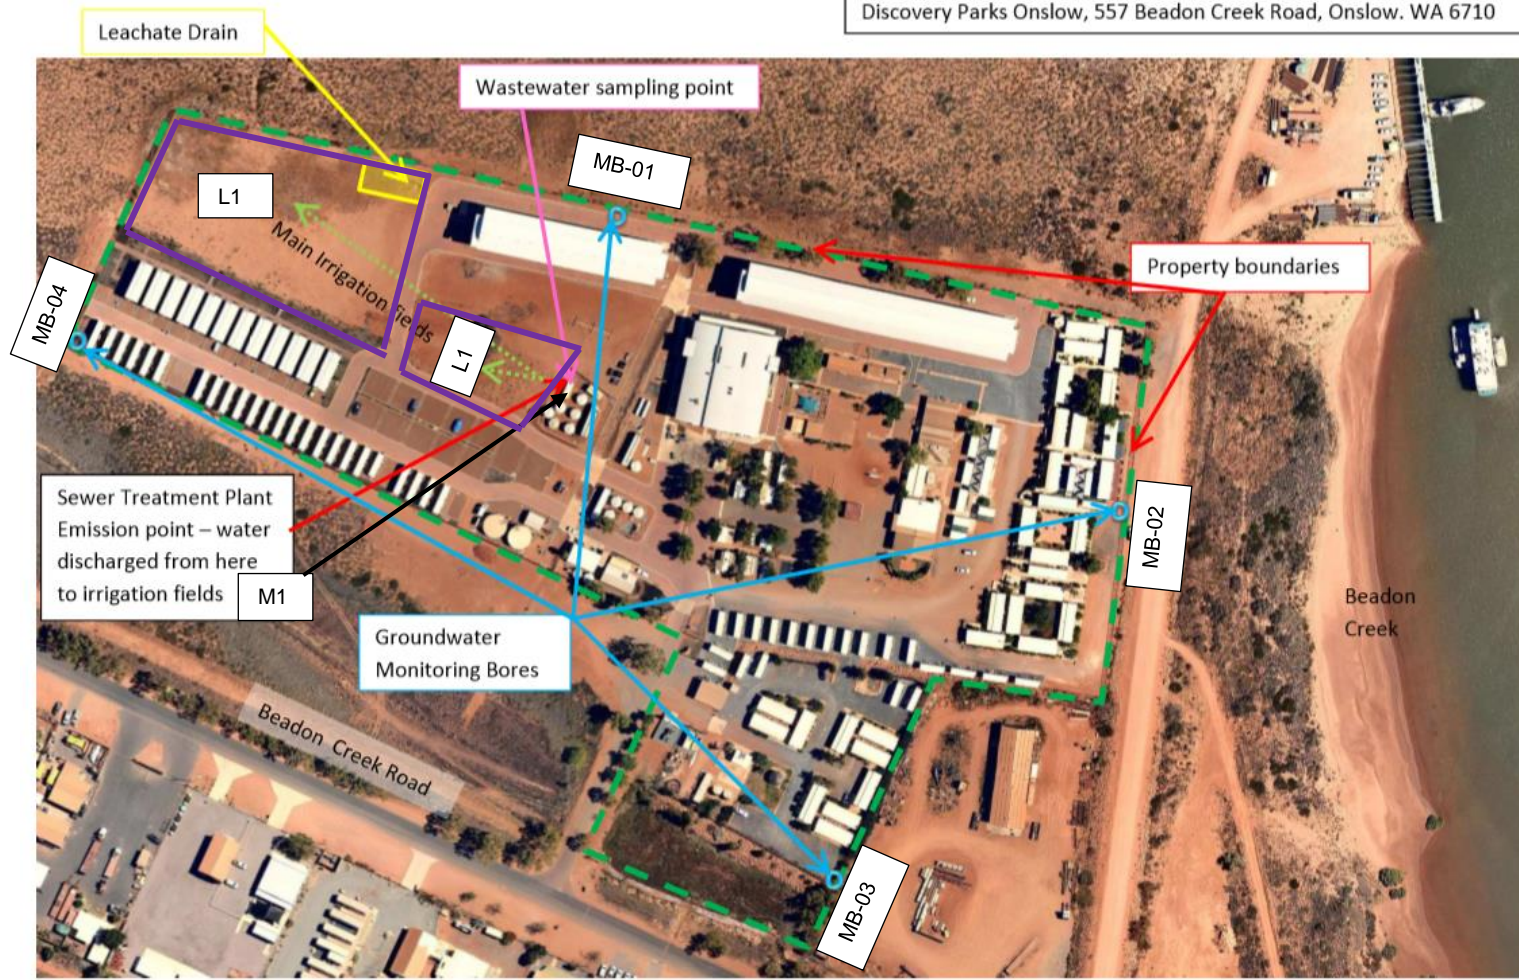 Discovery Parks Onslow, 557 Beadon Creek Road, Onslow. WA 6710
Leachate Drain
Wastewater sampling point
MB-01
L1
Main Irrigation fields
Property boundaries
MB-04
L1
Sewer Treatment Plant
Emission point – water
discharged from here
to irrigation fields
M1
MB-02
Groundwater
Monitoring Bores
Beadon
Creek
Beadon Creek Road
MB-03